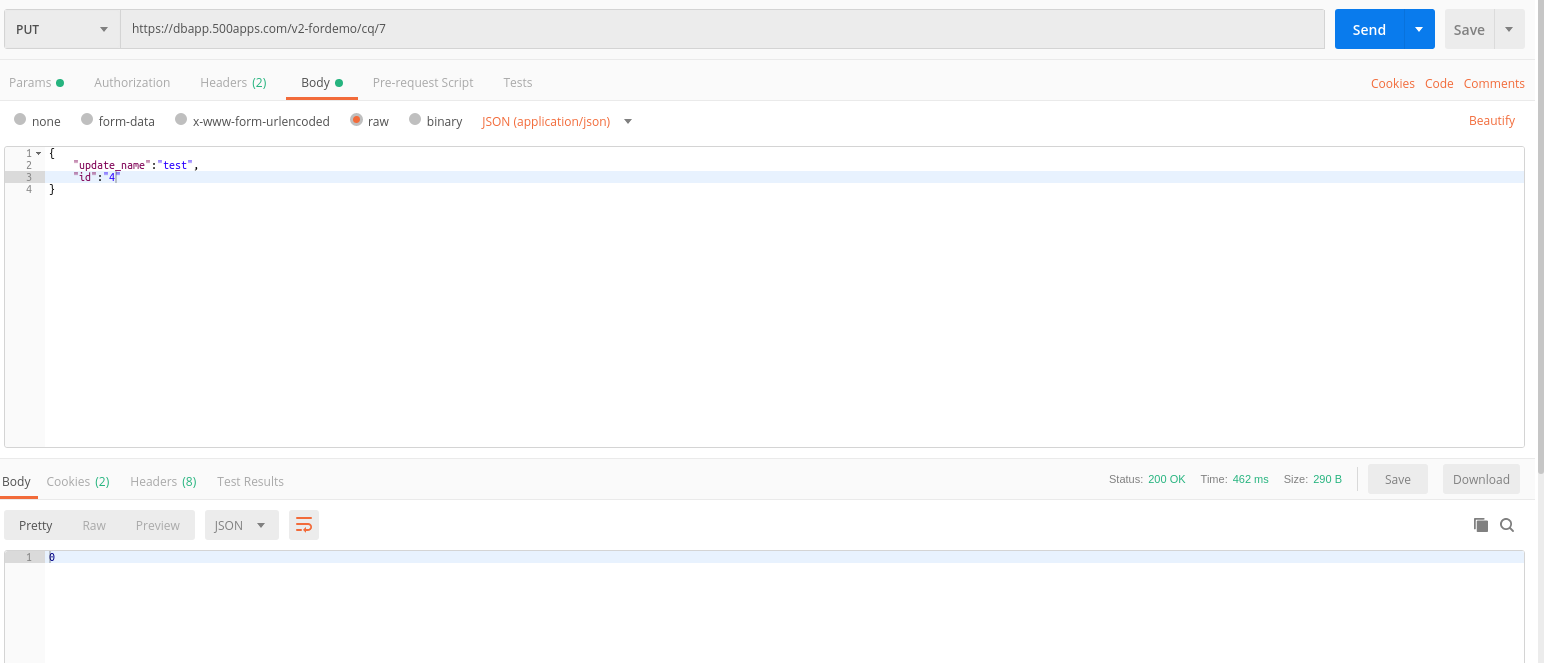 PUT https://dbapp.500apps.com/v2-fordemo/cq/7 Send Save
Params Authorization Headers (2) Body Pre-request Script Tests Cookies Code Comments
none form-data x-www-form-urlencoded raw binary JSON (application/json) Beautify
1 {
2 "update_name":"test",
3 "id":"4"
4 }
Body Cookies (2) Headers (8) Test Results Status: 200 OK Time: 462 ms Size: 290 B Save Download
Pretty Raw Preview JSON
1 0